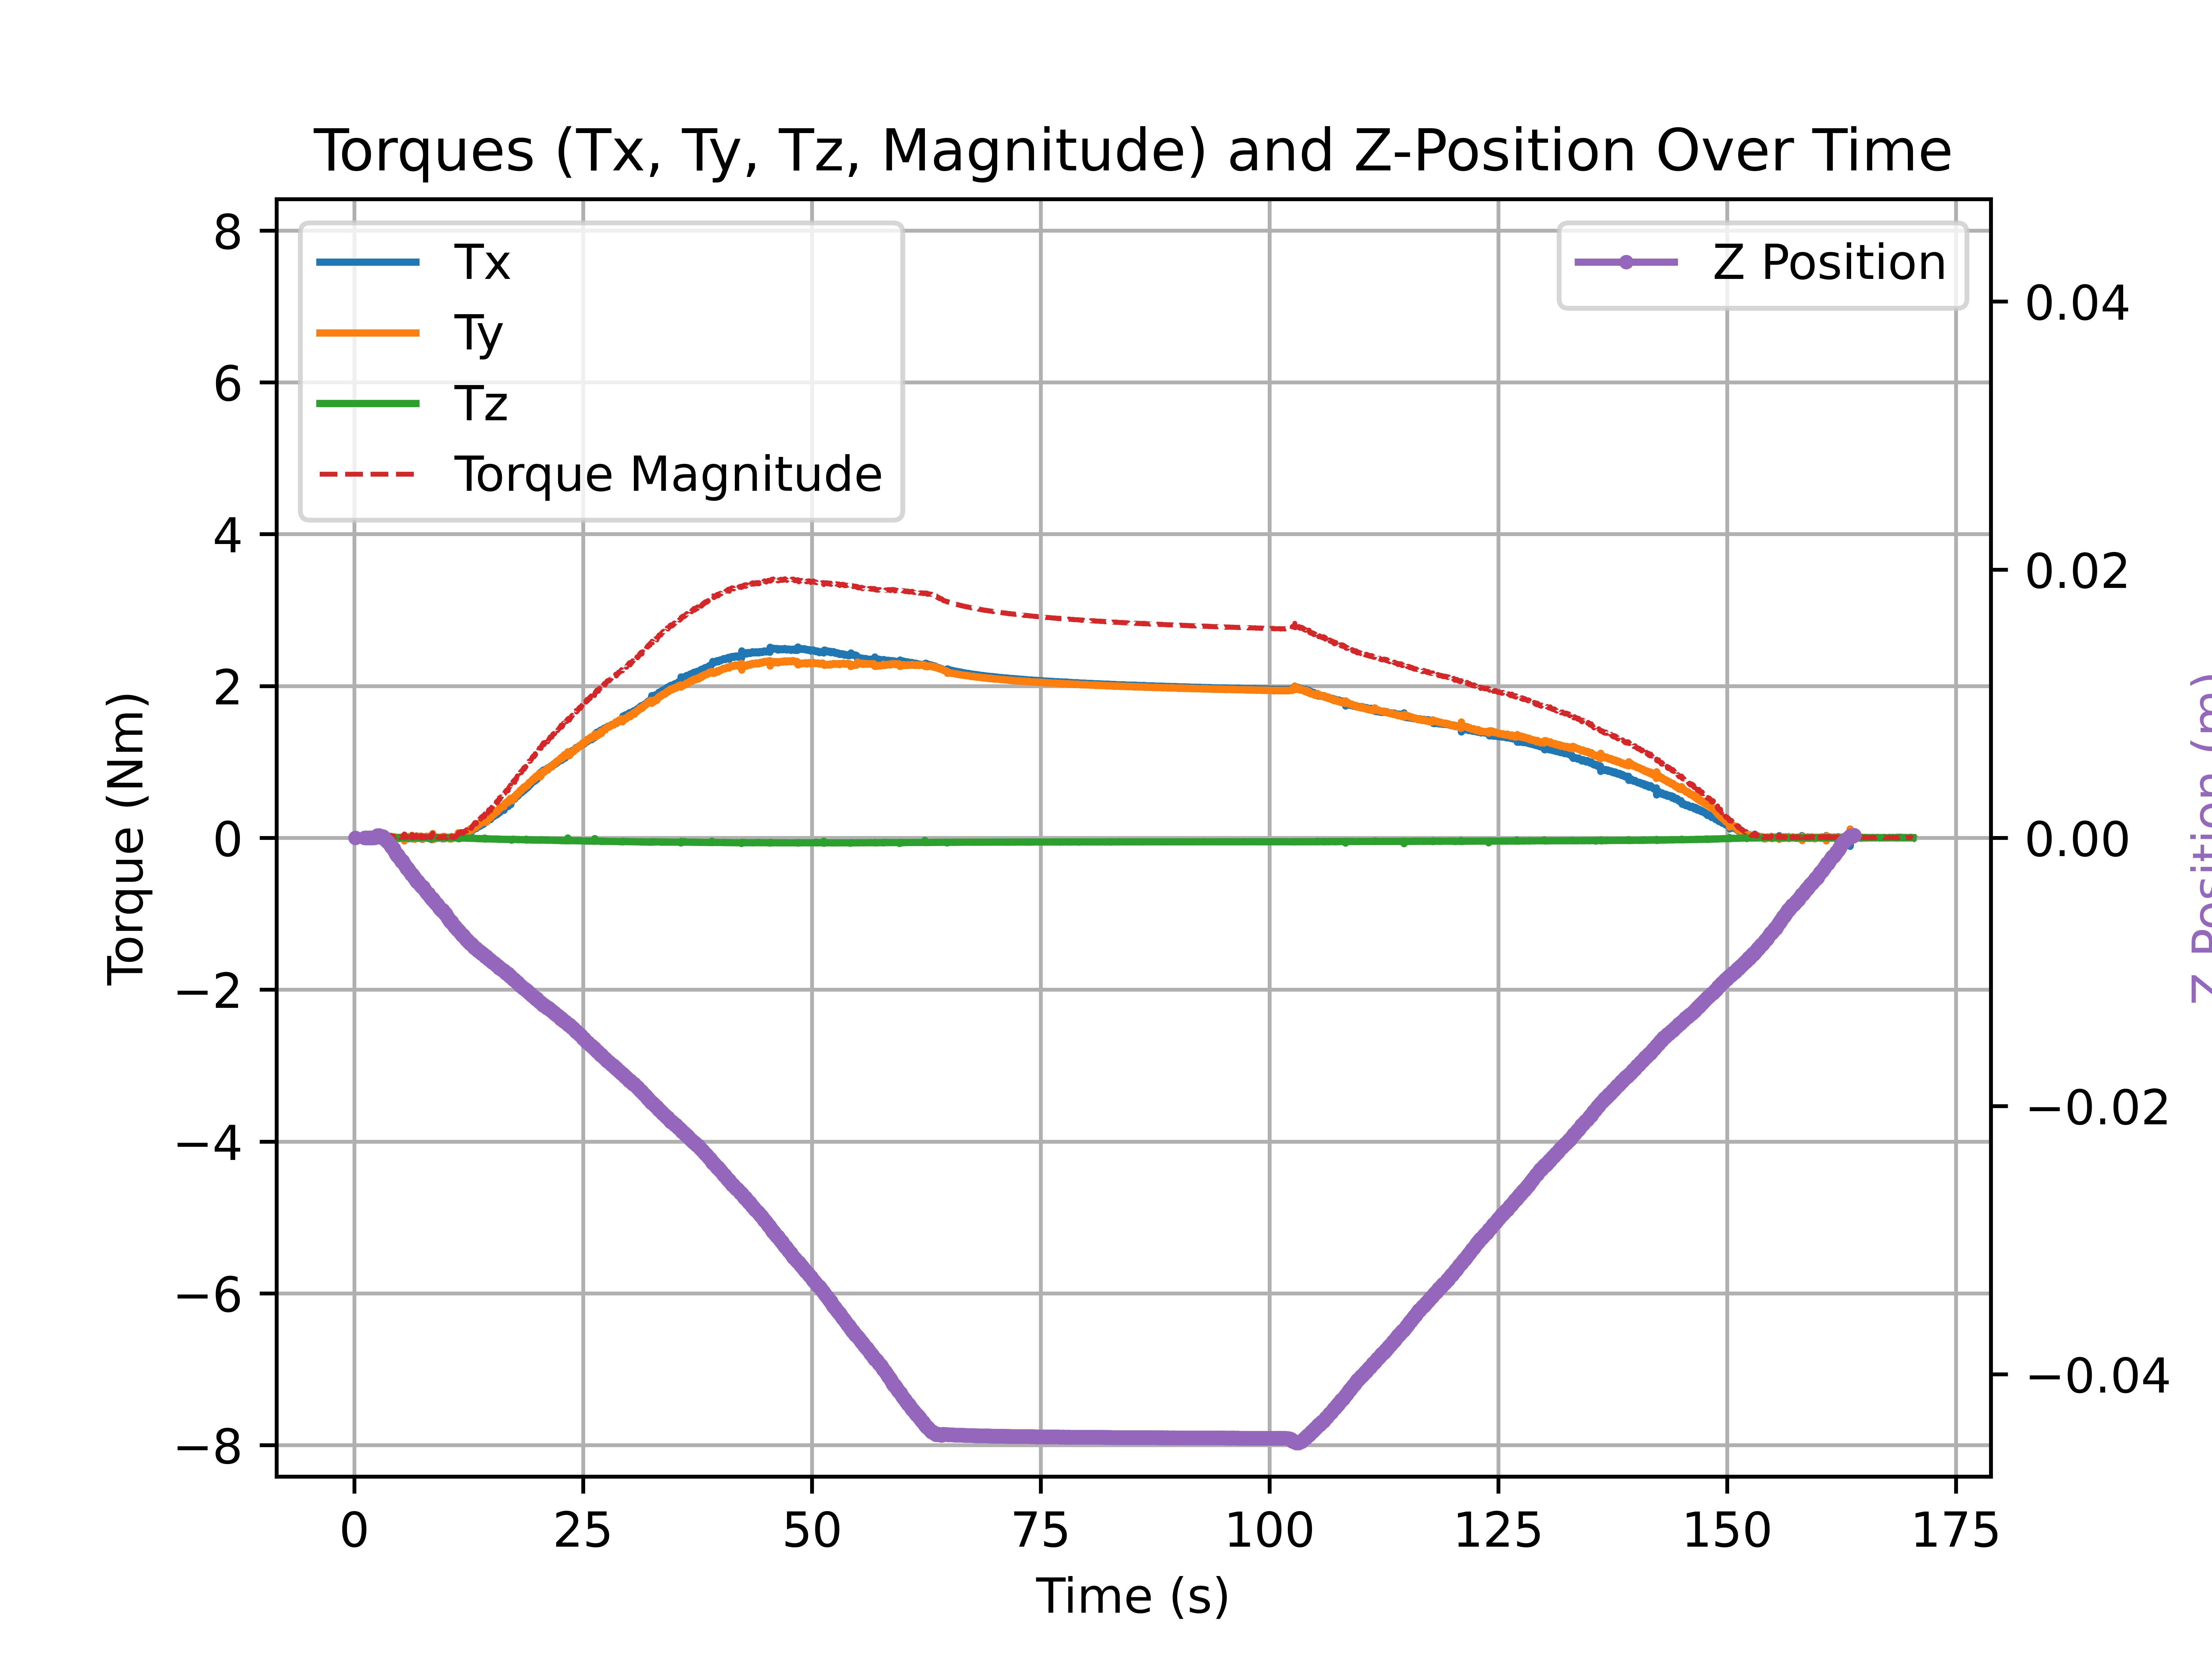 Torques (Tx, Ty, Tz, Magnitude) and Z-Position Over Time
Tx
Ty
Tz
Torque Magnitude
Z Position
8
6
4
2
0
−2
−4
−6
−8
Torque (Nm)
0.04
0.02
0.00
−0.02
−0.04
Z Position (m)
0 25 50 75 100 125 150 175
Time (s)